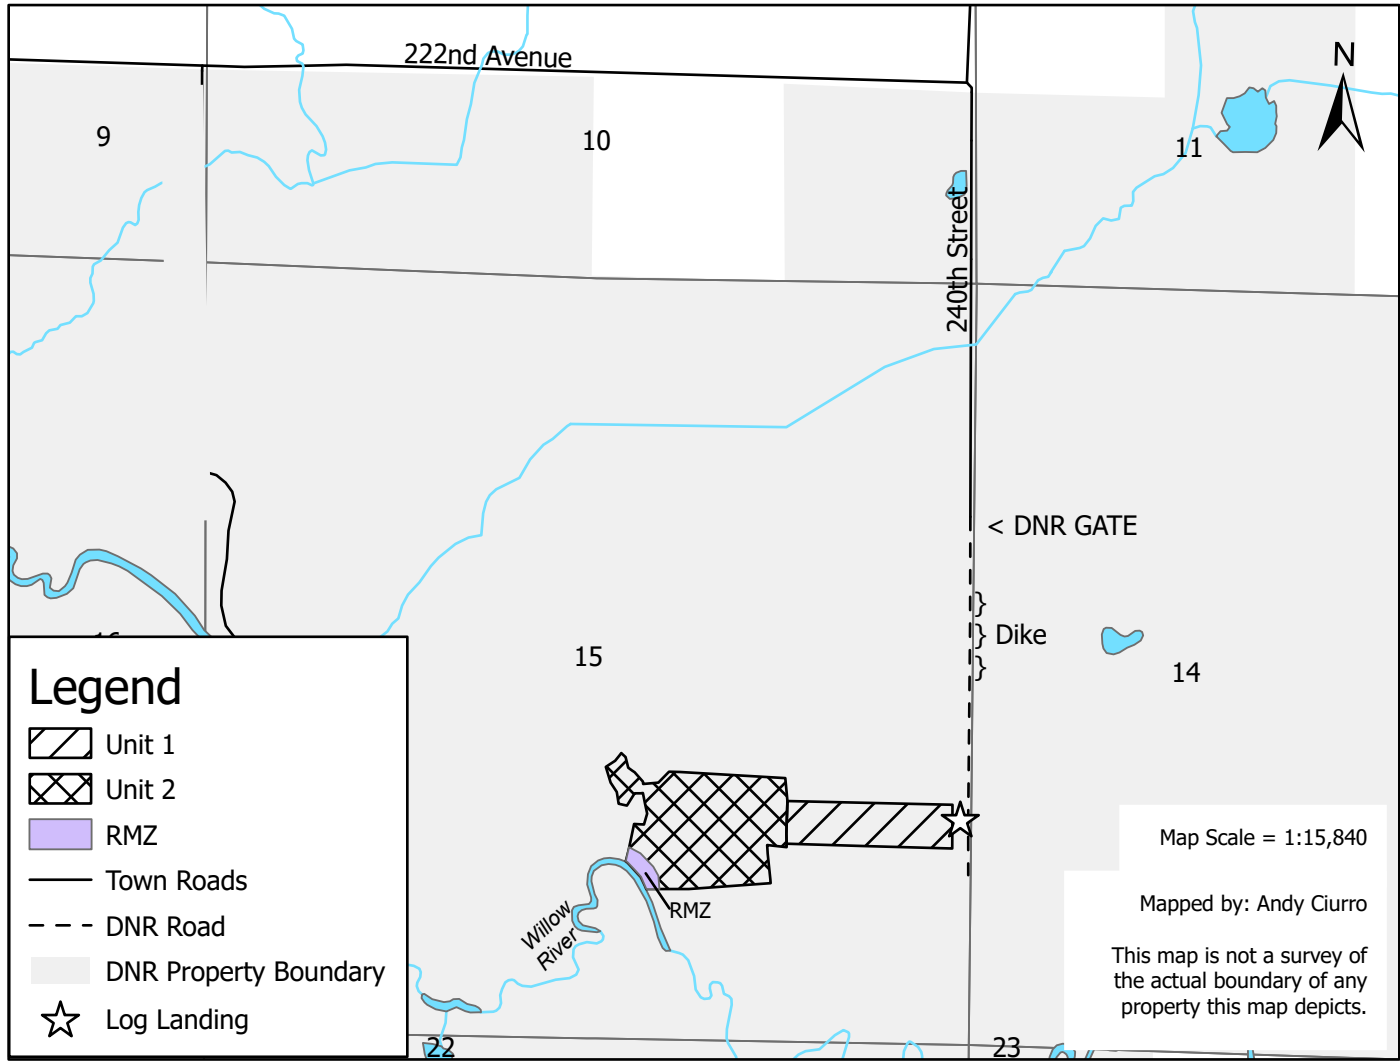 222nd Avenue
N
9
10
11
240th Street
< DNR GATE
}
} Dike
}
15
14
Legend
Unit 1
Unit 2
RMZ
Town Roads
DNR Road
DNR Property Boundary
Log Landing
RMZ
Willow
River
Map Scale = 1:15,840
Mapped by: Andy Ciurro
This map is not a survey of
the actual boundary of any
property this map depicts.
22
23